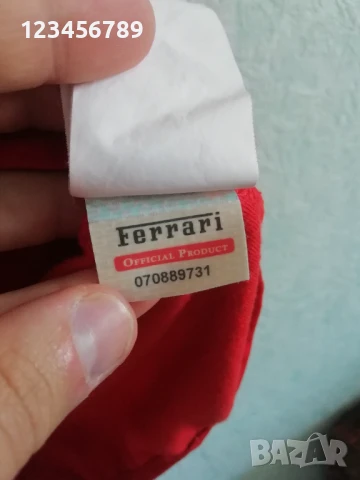 123456789
Ferrari
OFFICIAL PRODUCT
070889731
BAZAR